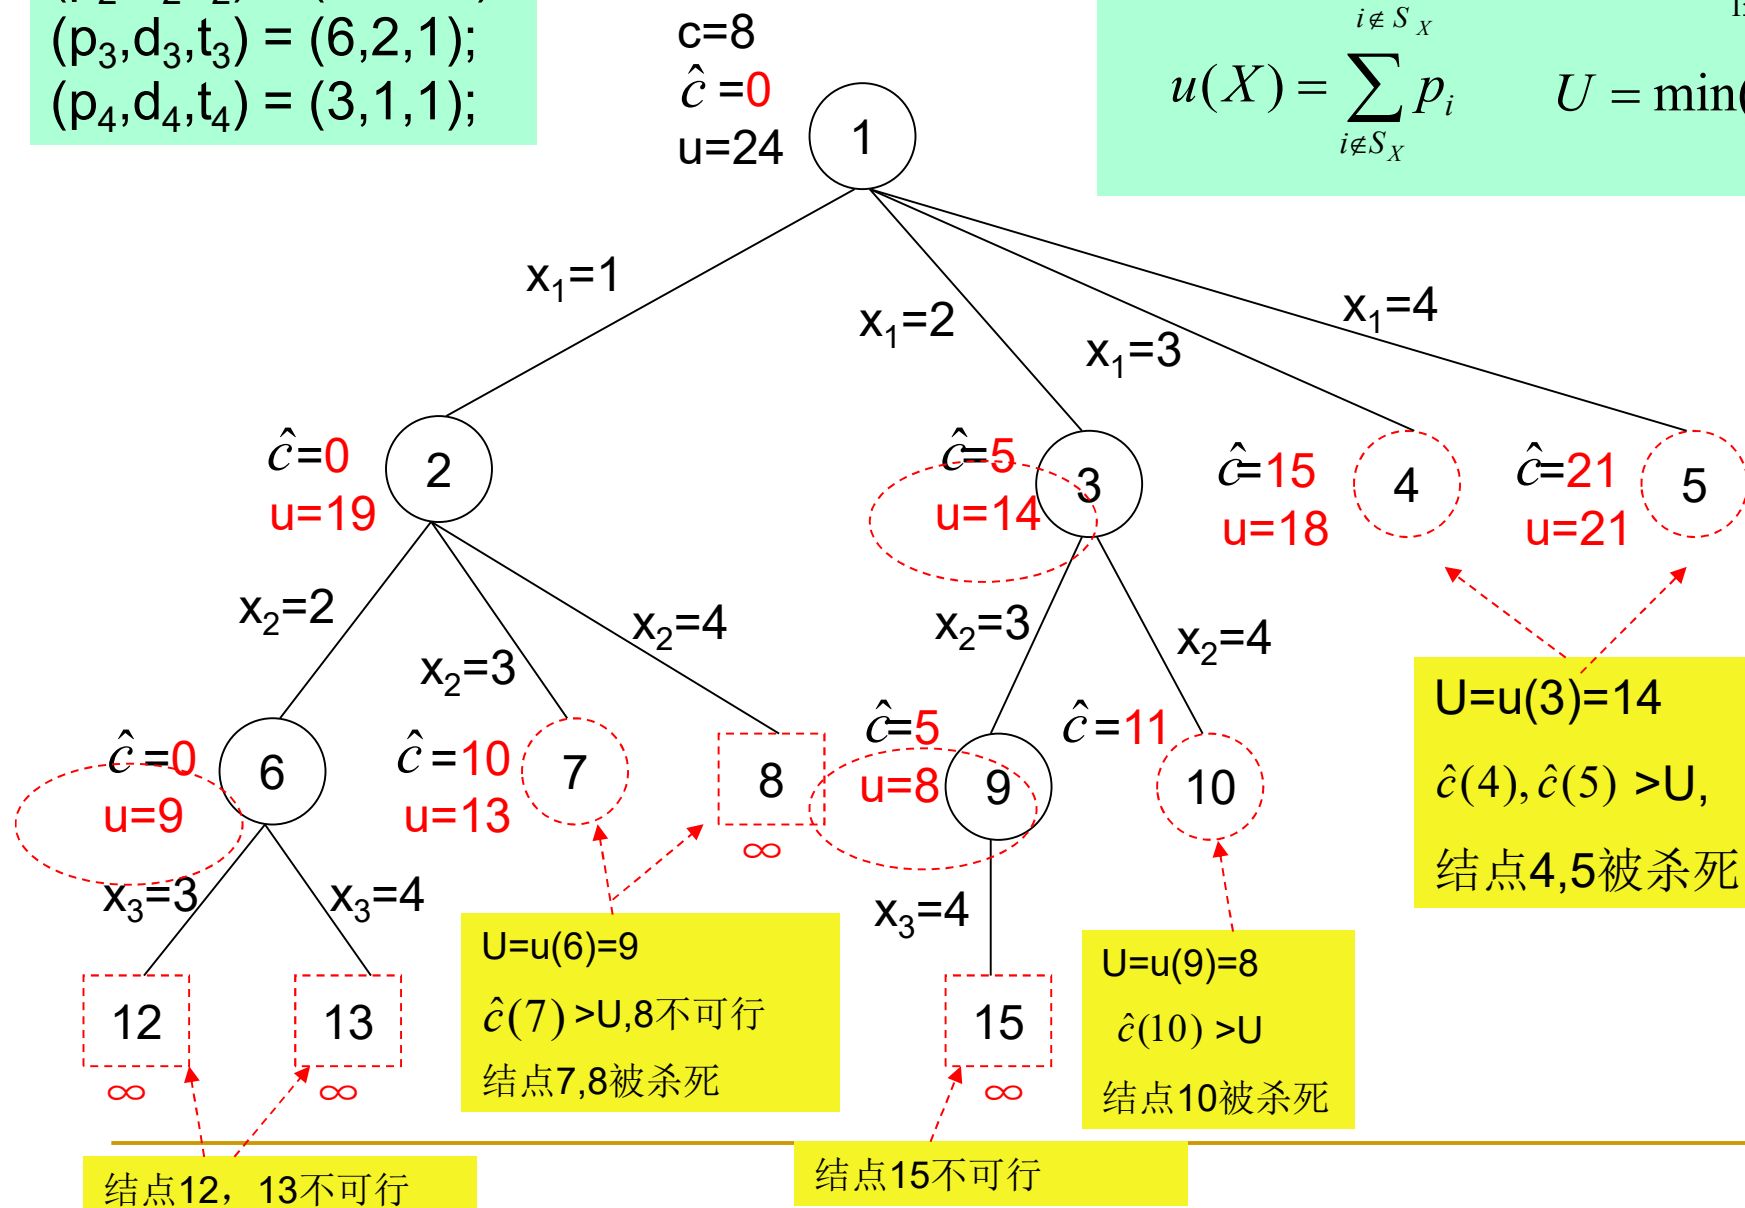 (p₃,d₃,t₃) = (6,2,1);
(p₄,d₄,t₄) = (3,1,1);
i∉S_X
u(X) = ∑ p_i
i∉S_X
U = min(
c=8
ĉ =0
u=24
1
x₁=1
x₁=2
x₁=3
x₁=4
ĉ=0
u=19
2
ĉ=5
u=14
3
ĉ=15
u=18
4
ĉ=21
u=21
5
x₂=2
x₂=3
x₂=4
x₂=3
x₂=4
U=u(3)=14
ĉ(4),ĉ(5) >U,
结点4,5被杀死
ĉ =0
u=9
6
ĉ =10
u=13
7
8
∞
ĉ=5
u=8
9
ĉ =11
10
x₃=3
x₃=4
x₃=4
U=u(6)=9
ĉ(7) >U,8不可行
结点7,8被杀死
U=u(9)=8
ĉ(10) >U
结点10被杀死
12
∞
13
∞
15
∞
结点12，13不可行
结点15不可行